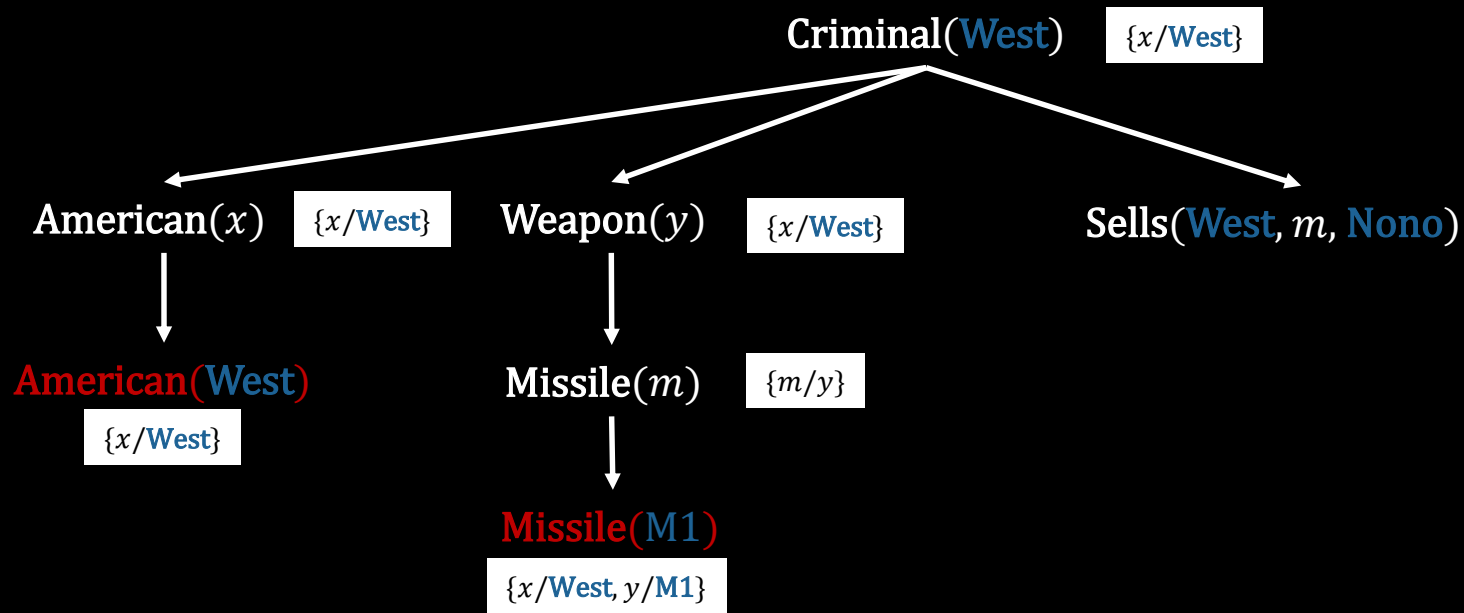 Criminal(West) {x/West}
American(x) {x/West} Weapon(y) {x/West} Sells(West, m, Nono)
American(West) Missile(m) {m/y}
{x/West}
Missile(M1)
{x/West, y/M1}